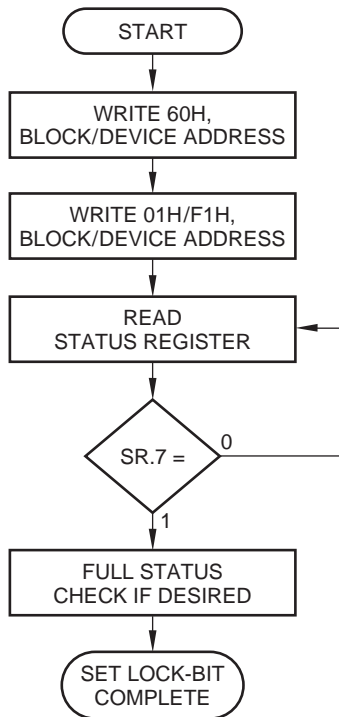 START
WRITE 60H,
BLOCK/DEVICE ADDRESS
WRITE 01H/F1H,
BLOCK/DEVICE ADDRESS
READ
STATUS REGISTER
SR.7 =
0
1
FULL STATUS
CHECK IF DESIRED
SET LOCK-BIT
COMPLETE